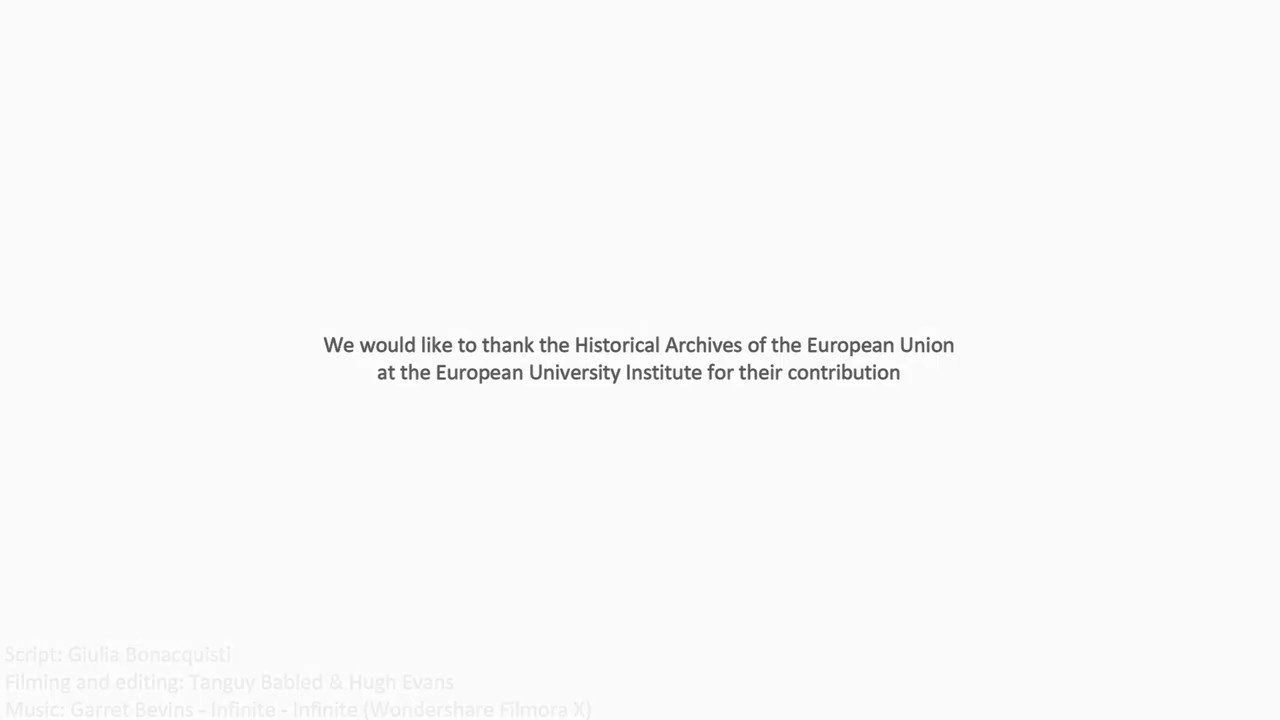 We would like to thank the Historical Archives of the European Union
at the European University Institute for their contribution
Script: Giulia Bonacquisti
Filming and editing: Tanguy Babled & Hugh Evans
Music: Garret Bevins - Infinite - Infinite (Wondershare Filmora X)